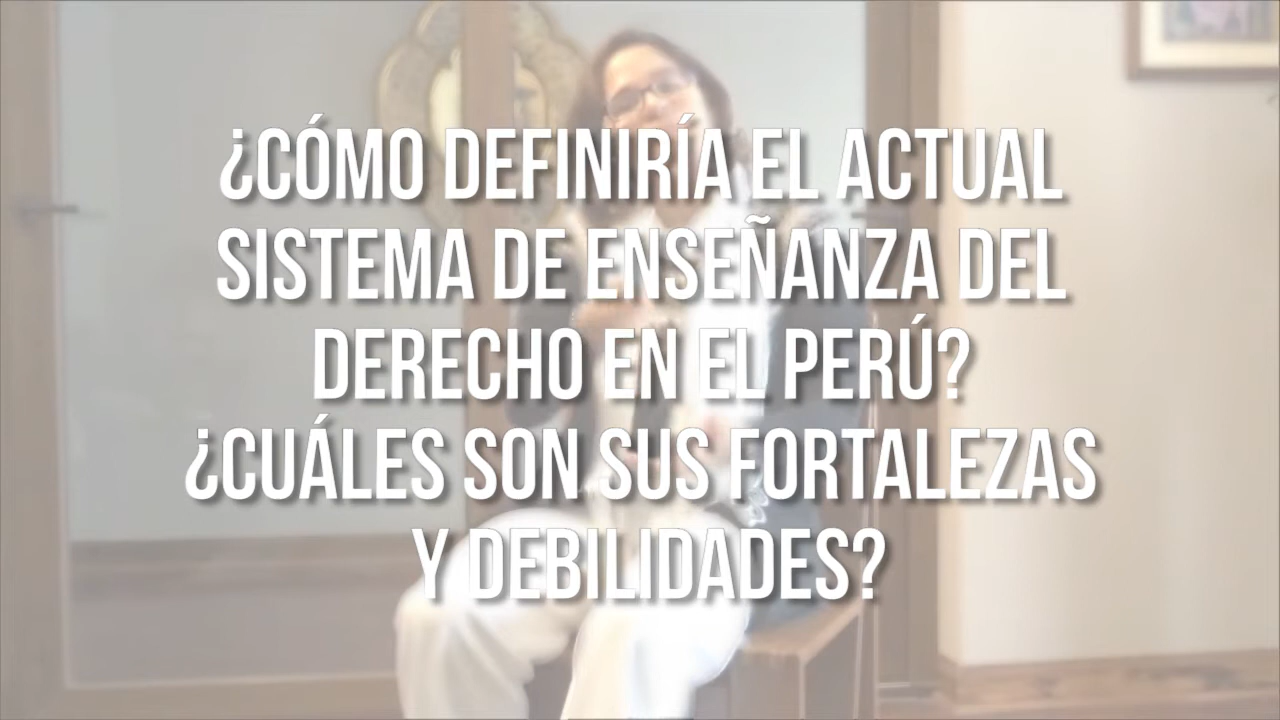 ¿CÓMO DEFINIRÍA EL ACTUAL
SISTEMA DE ENSEÑANZA DEL
DERECHO EN EL PERÚ?
¿CUÁLES SON SUS FORTALEZAS
Y DEBILIDADES?